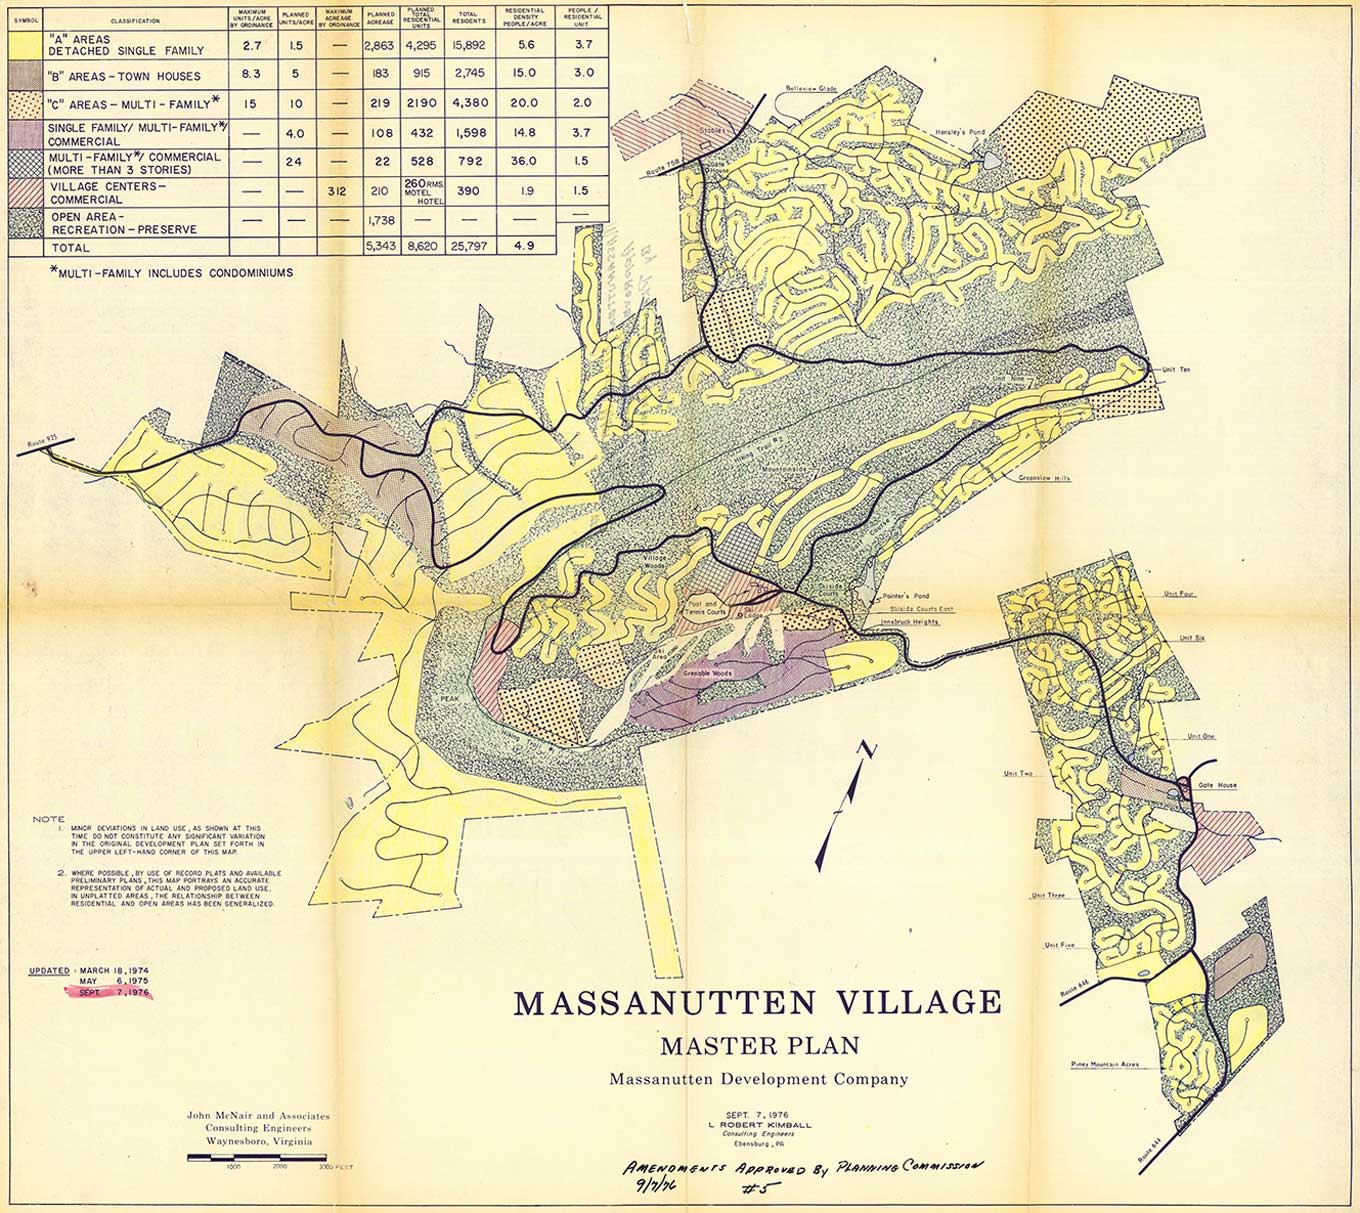 SYMBOL CLASSIFICATION MAXIMUM UNITS/ACRE BY ORDINANCE PLANNED UNITS/ACRE MAXIMUM ACREAGE BY ORDINANCE PLANNED ACREAGE PLANNED TOTAL RESIDENTIAL UNITS TOTAL RESIDENTS RESIDENTIAL DENSITY PEOPLE/ACRE PEOPLE / RESIDENTIAL UNIT
"A" AREAS DETACHED SINGLE FAMILY 2.7 1.5 — 2,863 4,295 15,892 5.6 3.7
"B" AREAS - TOWN HOUSES 8.3 5 — 183 915 2,745 15.0 3.0
"C" AREAS - MULTI - FAMILY* 15 10 — 219 2190 4,380 20.0 2.0
SINGLE FAMILY/ MULTI-FAMILY*/ COMMERCIAL — 4.0 — 108 432 1,598 14.8 3.7
MULTI-FAMILY*/ COMMERCIAL (MORE THAN 3 STORIES) — 24 — 22 528 792 36.0 1.5
VILLAGE CENTERS - COMMERCIAL — — 312 210 260 RMS. MOTEL HOTEL 390 1.9 1.5
OPEN AREA - RECREATION - PRESERVE — — — 1,738 — — — —
TOTAL 5,343 8,620 25,797 4.9
*MULTI-FAMILY INCLUDES CONDOMINIUMS
Belleview Glade
Stables
Hensley's Pond
Route 758
Gate House
Unit Ten
Unit Nine
Route 925
Hiking Trail #2
Mountainside
Greenview Hills
Village Woods
Skiside Courts
Painter's Pond
Skiside Courts East
Innsbruck Heights
Pool and Tennis Courts
Ski Lodge
Ski Area
Grenoble Woods
PEAK
Hiking Trail
Unit Four
Unit Six
Unit One
Unit Two
Gate House
Unit Three
Unit Five
Route 646
Piney Mountain Acres
Route 644
N
NOTE
1. MINOR DEVIATIONS IN LAND USE, AS SHOWN AT THIS
TIME DO NOT CONSTITUTE ANY SIGNIFICANT VARIATION
IN THE ORIGINAL DEVELOPMENT PLAN SET FORTH IN
THE UPPER LEFT-HAND CORNER OF THIS MAP.
2. WHERE POSSIBLE, BY USE OF RECORD PLATS AND AVAILABLE
PRELIMINARY PLANS, THIS MAP PORTRAYS AN ACCURATE
REPRESENTATION OF ACTUAL AND PROPOSED LAND USE.
IN UNPLATTED AREAS, THE RELATIONSHIP BETWEEN
RESIDENTIAL AND OPEN AREAS HAS BEEN GENERALIZED.
UPDATED - MARCH 18, 1974
MAY 6, 1975
SEPT. 7, 1976
MASSANUTTEN VILLAGE
MASTER PLAN
Massanutten Development Company
SEPT. 7, 1976
L ROBERT KIMBALL
Consulting Engineers
Ebensburg, PA
John McNair and Associates
Consulting Engineers
Waynesboro, Virginia
1000 2000 3000 FEET
AMENDMENTS APPROVED BY PLANNING COMMISSION
9/7/76 #5